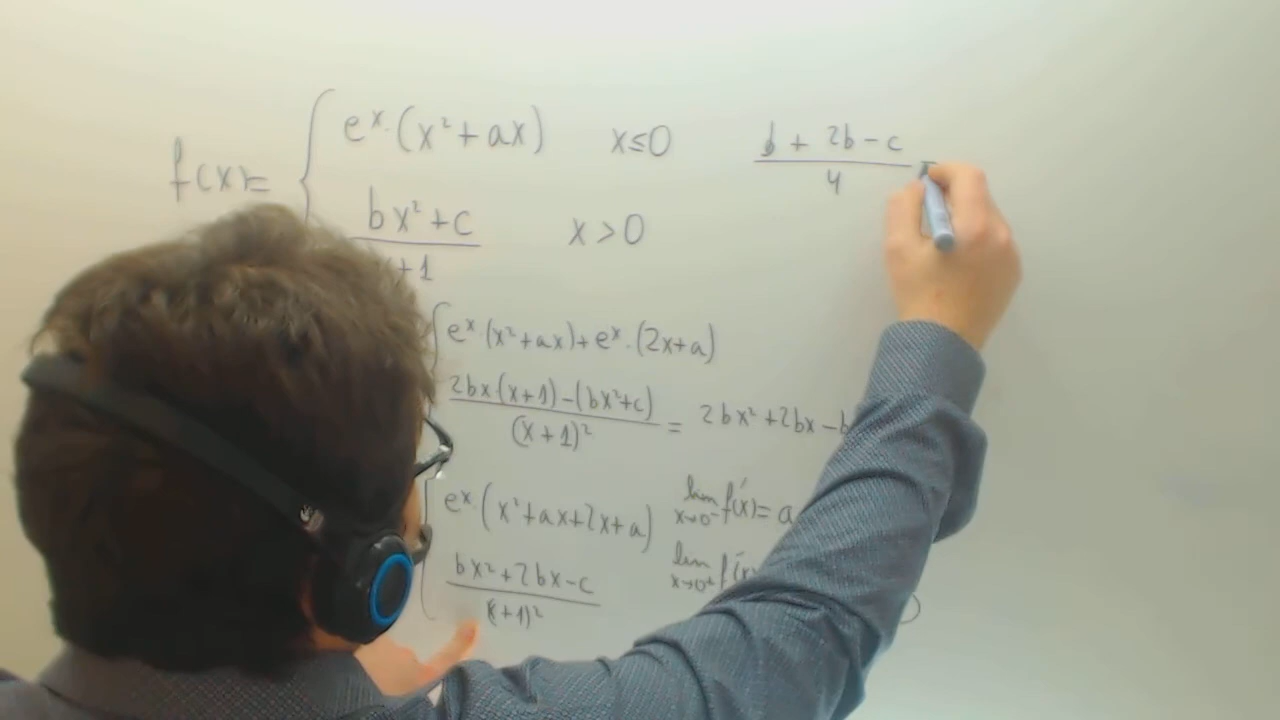 f(x)= { e^x·(x²+ax) x≤0
bx²+c x>0
+1
b + 2b-c
4
e^x·(x²+ax)+e^x·(2x+a)
2bx·(x+1)-(bx²+c)
(x+1)² = 2bx²+2bx-b
e^x·(x²+ax+2x+a)
lim f'(x)= a
x→0⁻
bx²+2bx-c
(x+1)²
lim f'(x)
x→0⁺